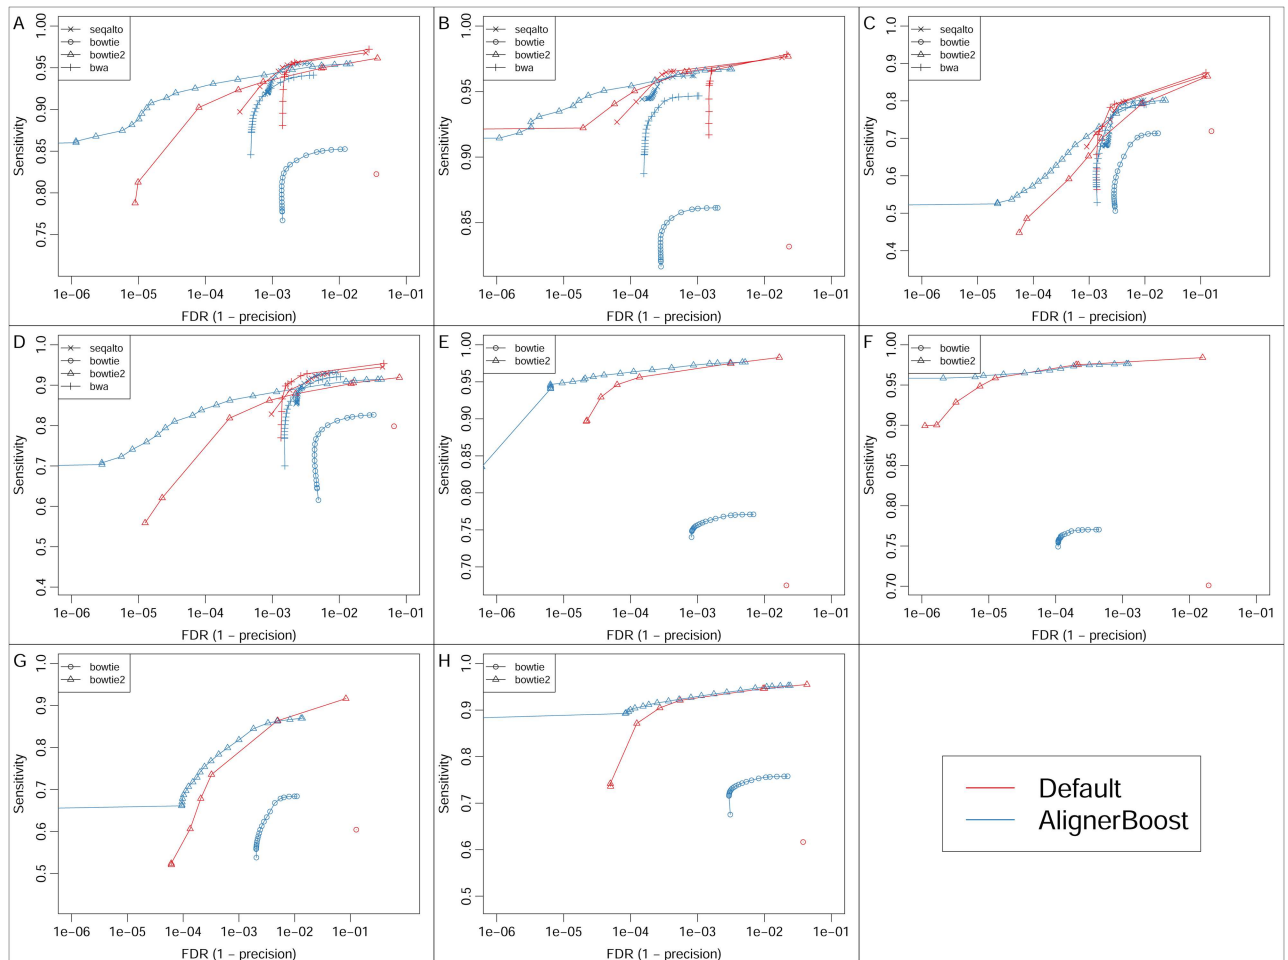 A
seqalto
bowtie
bowtie2
bwa
Sensitivity
1.00
0.95
0.90
0.85
0.80
0.75
1e−06 1e−05 1e−04 1e−03 1e−02 1e−01
FDR (1 − precision)
B
seqalto
bowtie
bowtie2
bwa
Sensitivity
1.00
0.95
0.90
0.85
1e−06 1e−05 1e−04 1e−03 1e−02 1e−01
FDR (1 − precision)
C
seqalto
bowtie
bowtie2
bwa
Sensitivity
1.0
0.9
0.8
0.7
0.6
0.5
0.4
1e−06 1e−05 1e−04 1e−03 1e−02 1e−01
FDR (1 − precision)
D
seqalto
bowtie
bowtie2
bwa
Sensitivity
1.0
0.9
0.8
0.7
0.6
0.5
0.4
1e−06 1e−05 1e−04 1e−03 1e−02 1e−01
FDR (1 − precision)
E
bowtie
bowtie2
Sensitivity
1.00
0.95
0.90
0.85
0.80
0.75
0.70
1e−06 1e−05 1e−04 1e−03 1e−02 1e−01
FDR (1 − precision)
F
bowtie
bowtie2
Sensitivity
1.00
0.95
0.90
0.85
0.80
0.75
0.70
1e−06 1e−05 1e−04 1e−03 1e−02 1e−01
FDR (1 − precision)
G
bowtie
bowtie2
Sensitivity
1.0
0.9
0.8
0.7
0.6
0.5
1e−06 1e−05 1e−04 1e−03 1e−02 1e−01
FDR (1 − precision)
H
bowtie
bowtie2
Sensitivity
1.0
0.9
0.8
0.7
0.6
0.5
1e−06 1e−05 1e−04 1e−03 1e−02 1e−01
FDR (1 − precision)
Default
AlignerBoost